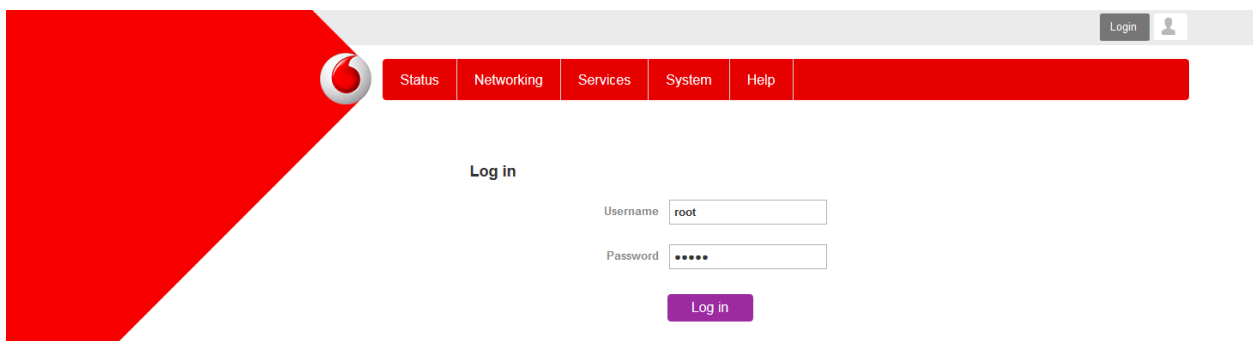 Login
Status Networking Services System Help
Log in
Username root
Password •••••
Log in